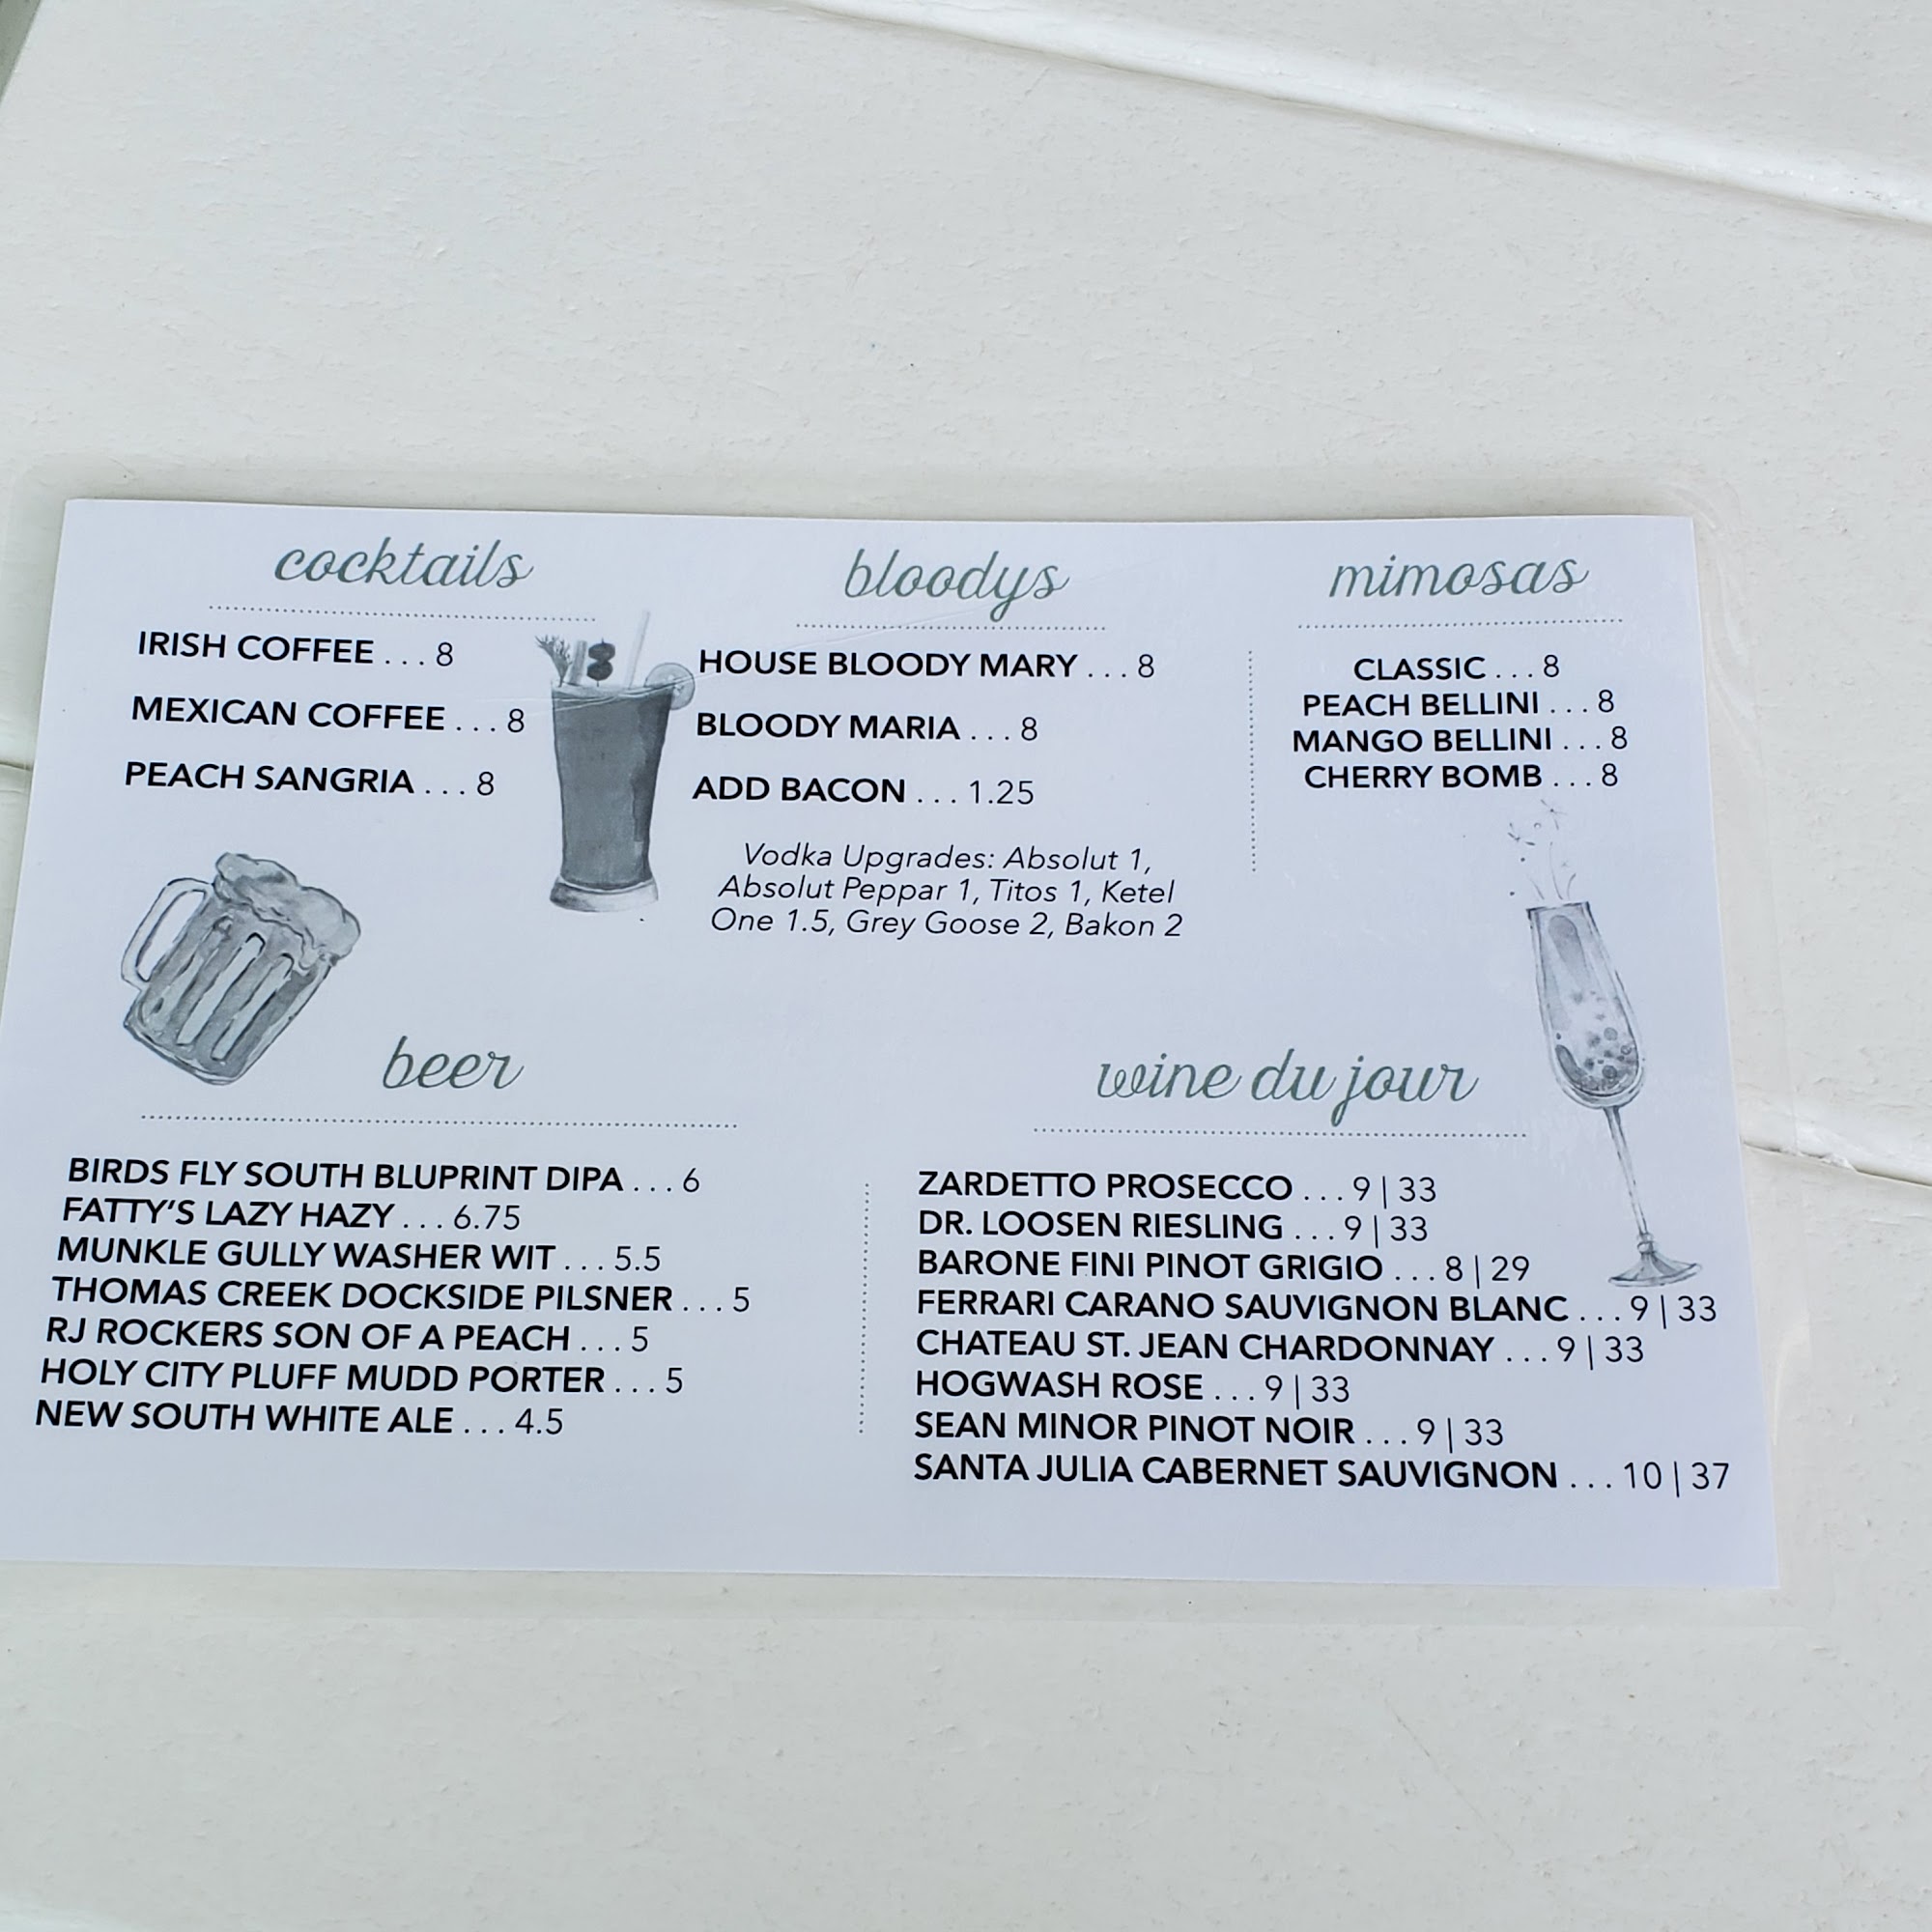 cocktails
IRISH COFFEE . . . 8
MEXICAN COFFEE . . . 8
PEACH SANGRIA . . . 8
bloodys
HOUSE BLOODY MARY . . . 8
BLOODY MARIA . . . 8
ADD BACON . . . 1.25
Vodka Upgrades: Absolut 1,
Absolut Peppar 1, Titos 1, Ketel
One 1.5, Grey Goose 2, Bakon 2
mimosas
CLASSIC . . . 8
PEACH BELLINI . . . 8
MANGO BELLINI . . . 8
CHERRY BOMB . . . 8
beer
BIRDS FLY SOUTH BLUPRINT DIPA . . . 6
FATTY'S LAZY HAZY . . . 6.75
MUNKLE GULLY WASHER WIT . . . 5.5
THOMAS CREEK DOCKSIDE PILSNER . . . 5
RJ ROCKERS SON OF A PEACH . . . 5
HOLY CITY PLUFF MUDD PORTER . . . 5
NEW SOUTH WHITE ALE . . . 4.5
wine du jour
ZARDETTO PROSECCO . . . 9 | 33
DR. LOOSEN RIESLING . . . 9 | 33
BARONE FINI PINOT GRIGIO . . . 8 | 29
FERRARI CARANO SAUVIGNON BLANC . . . 9 | 33
CHATEAU ST. JEAN CHARDONNAY . . . 9 | 33
HOGWASH ROSE . . . 9 | 33
SEAN MINOR PINOT NOIR . . . 9 | 33
SANTA JULIA CABERNET SAUVIGNON . . . 10 | 37